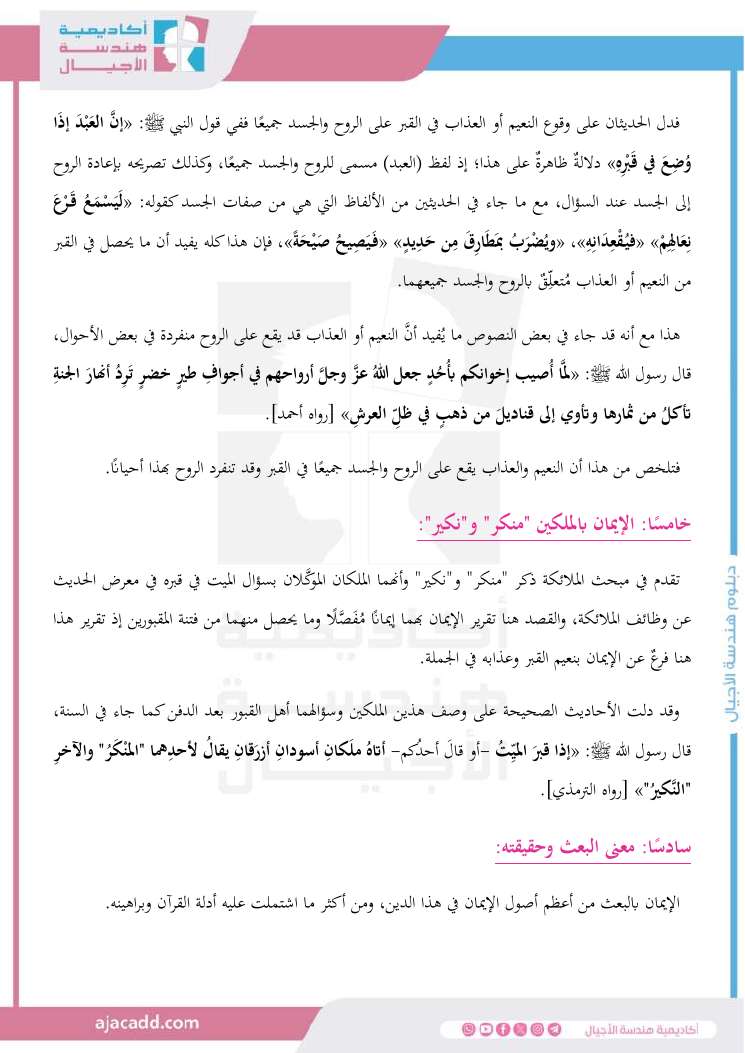 أكاديمية
هندسة
الأجيال
فدل الحديثان على وقوع النعيم أو العذاب في القبر على الروح والجسد جميعًا ففي قول النبي ﷺ: «إنَّ العَبْدَ إذَا
وُضِعَ في قَبْرِهِ» دلالةٌ ظاهرةٌ على هذا؛ إذ لفظ (العبد) مسمى للروح والجسد جميعًا، وكذلك تصريحه بإعادة الروح
إلى الجسد عند السؤال، مع ما جاء في الحديثين من الألفاظ التي هي من صفات الجسد كقوله: «لَيَسْمَعُ قَرْعَ
نِعَالِهِمْ» «فيُقْعِدَانِهِ»، «ويُضْرَبُ بمَطَارِقَ مِن حَدِيدٍ» «فَيَصِيحُ صَيْحَةً»، فإن هذا كله يفيد أن ما يحصل في القبر
من النعيم أو العذاب مُتعلِّقٌ بالروح والجسد جميعهما.
هذا مع أنه قد جاء في بعض النصوص ما يُفيد أنَّ النعيم أو العذاب قد يقع على الروح منفردة في بعض الأحوال،
قال رسول الله ﷺ: «لمَّا أُصيب إخوانكم بأُحُدٍ جعل اللهُ عزَّ وجلَّ أرواحهم في أجوافِ طيرٍ خضرٍ تَرِدُ أنهارَ الجنةِ
تأكلُ من ثمارها وتأوي إلى قناديلَ من ذهبٍ في ظلِّ العرشِ» [رواه أحمد].
فتلخص من هذا أن النعيم والعذاب يقع على الروح والجسد جميعًا في القبر وقد تنفرد الروح بهذا أحيانًا.
خامسًا: الإيمان بالملكين "منكر" و"نكير":
تقدم في مبحث الملائكة ذكر "منكر" و"نكير" وأنهما الملكان الموَّكَلان بسؤال الميت في قبره في معرض الحديث
عن وظائف الملائكة، والقصد هنا تقرير الإيمان بهما إيمانًا مُفَصَّلًا وما يحصل منهما من فتنة المقبورين إذ تقرير هذا
هنا فرعٌ عن الإيمان بنعيم القبر وعذابه في الجملة.
وقد دلت الأحاديث الصحيحة على وصف هذين الملكين وسؤالهما أهل القبور بعد الدفن كما جاء في السنة،
قال رسول الله ﷺ: «إذا قبرَ الميِّتُ –أو قالَ أحدُكم– أتاهُ ملَكانِ أسودانِ أزرَقانِ يقالُ لأحدِهما "المُنْكَرُ" والآخرِ
"النَّكيرُ"» [رواه الترمذي].
سادسًا: معنى البعث وحقيقته:
الإيمان بالبعث من أعظم أصول الإيمان في هذا الدين، ومن أكثر ما اشتملت عليه أدلة القرآن وبراهينه.
دبلوم هندسة الأجيال
أكاديمية هندسة الأجيال
ajacadd.com